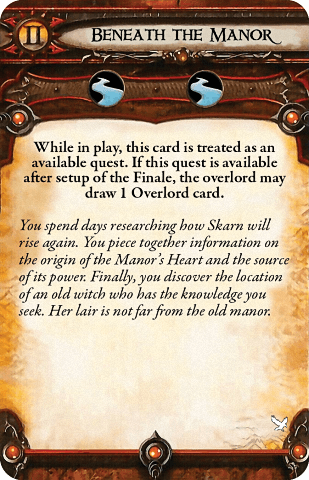 II
BENEATH THE MANOR
While in play, this card is treated as an
available quest. If this quest is available
after setup of the Finale, the overlord may
draw 1 Overlord card.
You spend days researching how Skarn will
rise again. You piece together information on
the origin of the Manor's Heart and the source
of its power. Finally, you discover the location
of an old witch who has the knowledge you
seek. Her lair is not far from the old manor.